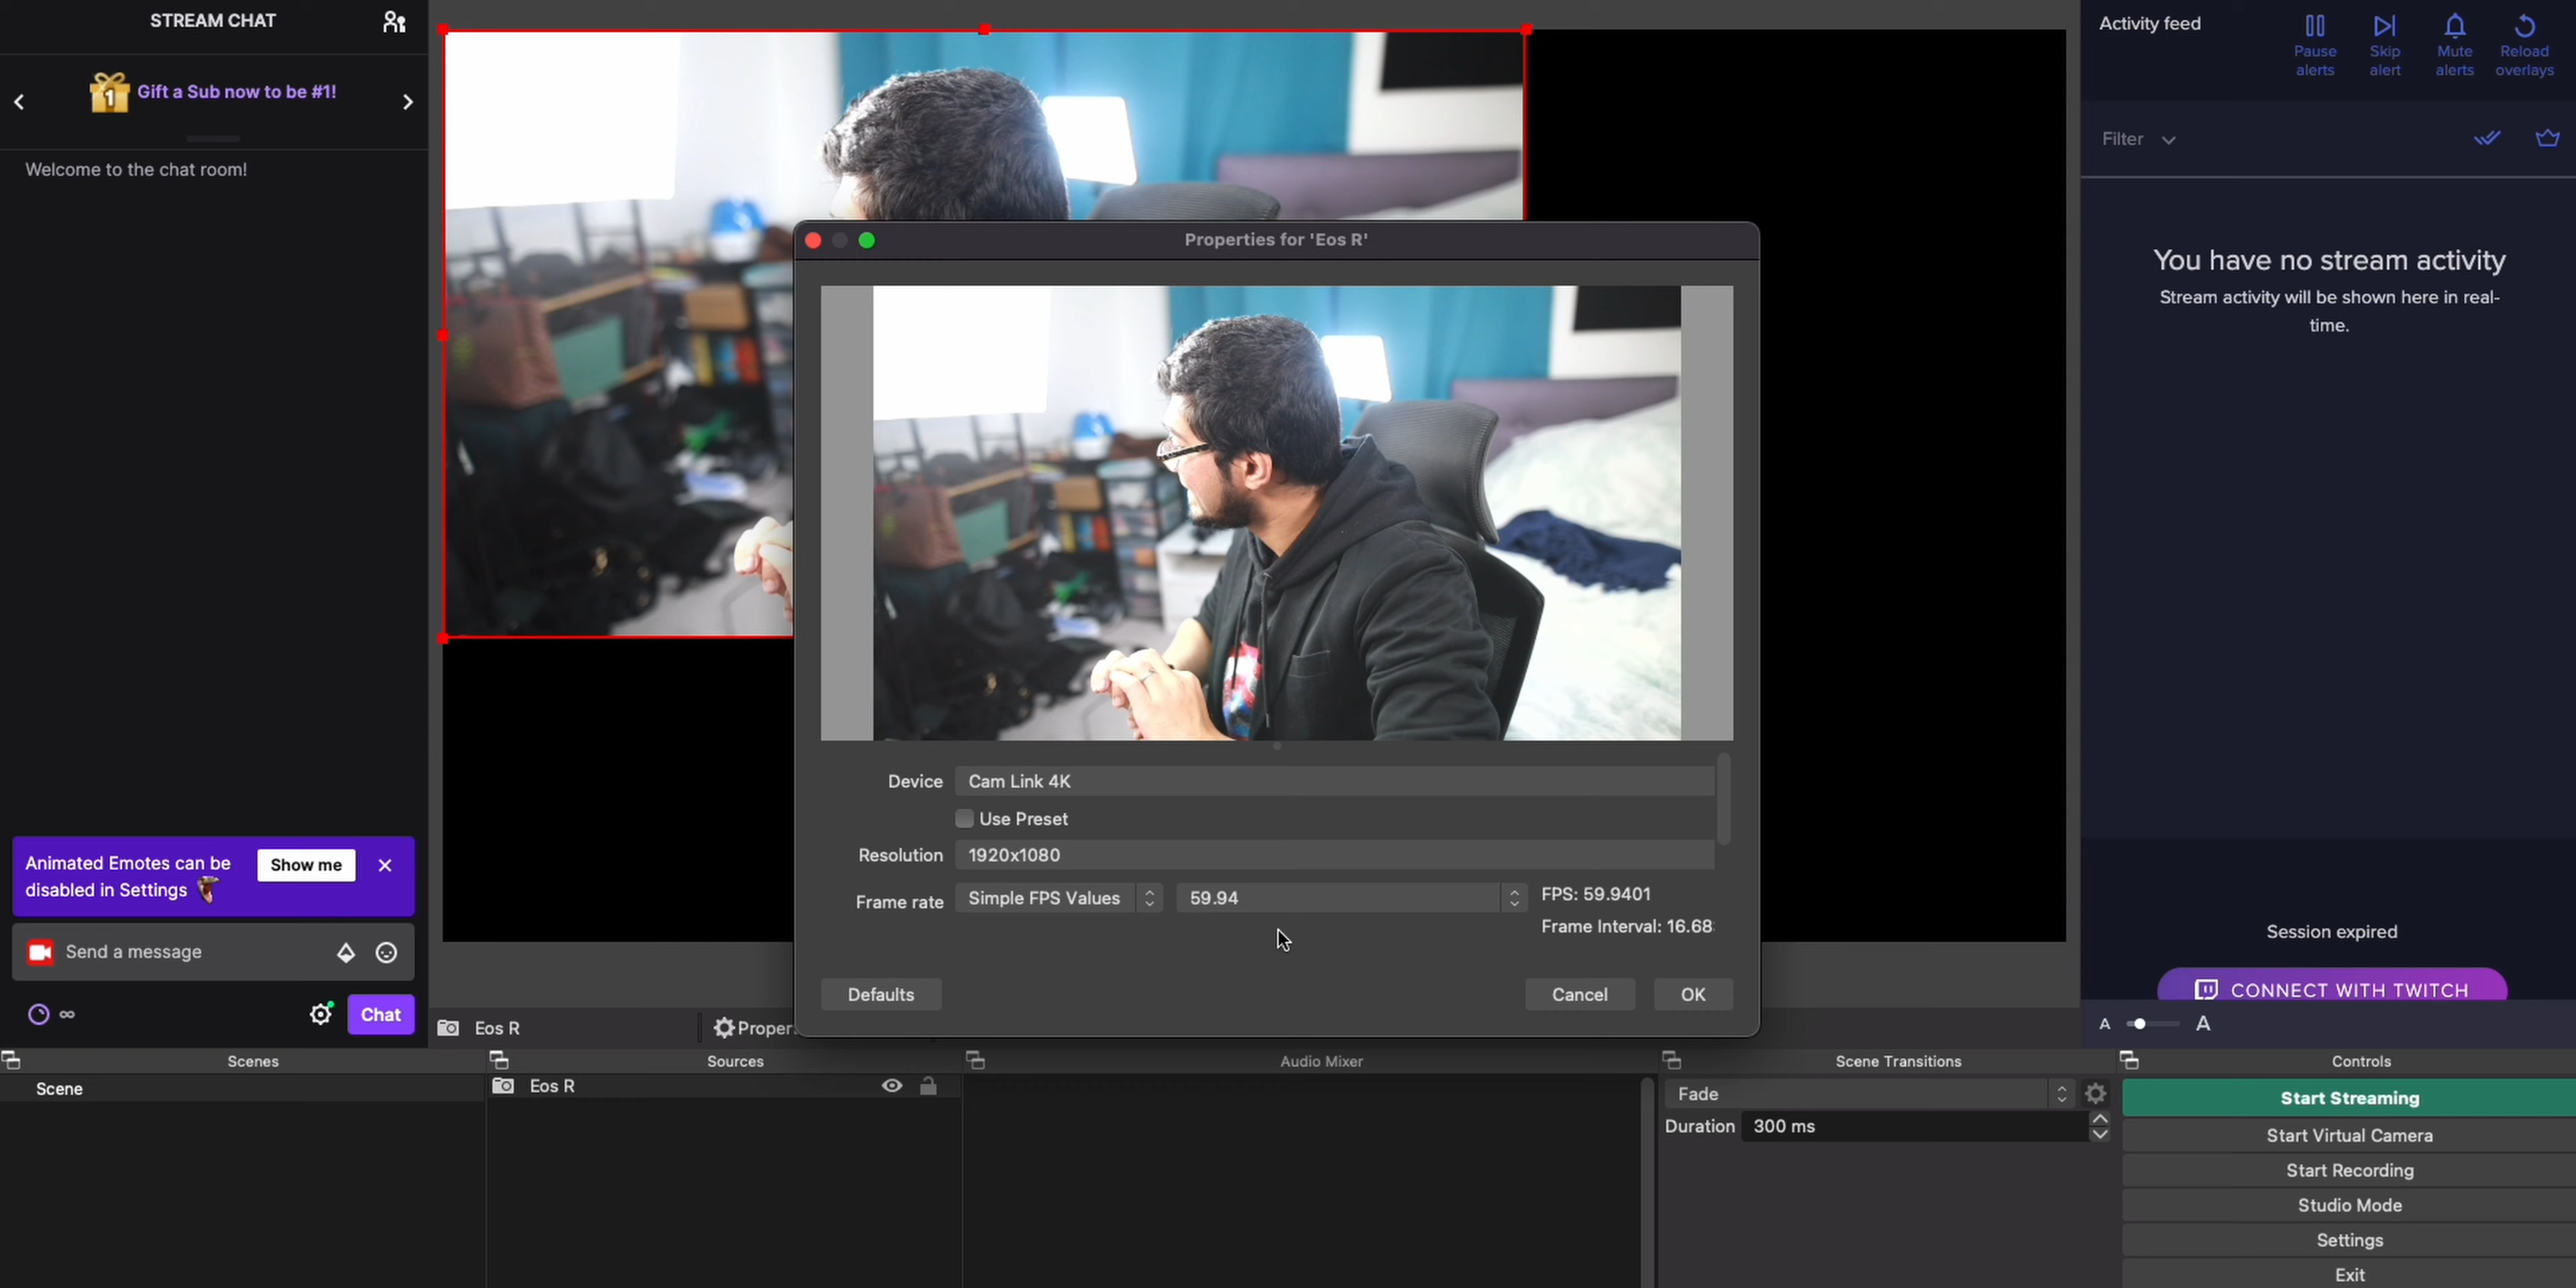 STREAM CHAT
1
Gift a Sub now to be #1!
Welcome to the chat room!
Animated Emotes can be
disabled in Settings
Show me
Send a message
∞
Chat
Properties for 'Eos R'
Device
Cam Link 4K
Use Preset
Resolution
1920x1080
Frame rate
Simple FPS Values
59.94
FPS: 59.9401
Frame Interval: 16.68
Defaults
Cancel
OK
Activity feed
Pause
alerts
Skip
alert
Mute
alerts
Reload
overlays
Filter
You have no stream activity
Stream activity will be shown here in real-
time.
Session expired
CONNECT WITH TWITCH
A
A
Eos R
Proper
Scenes
Scene
Sources
Eos R
Audio Mixer
Scene Transitions
Fade
Duration
300 ms
Controls
Start Streaming
Start Virtual Camera
Start Recording
Studio Mode
Settings
Exit